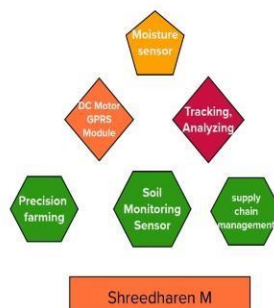 Moisture
sensor
DC Motor
GPRS
Module
Tracking,
Analyzing
Precision
farming
Soil
Monitoring
Sensor
supply
chain
management
Shreedharen M